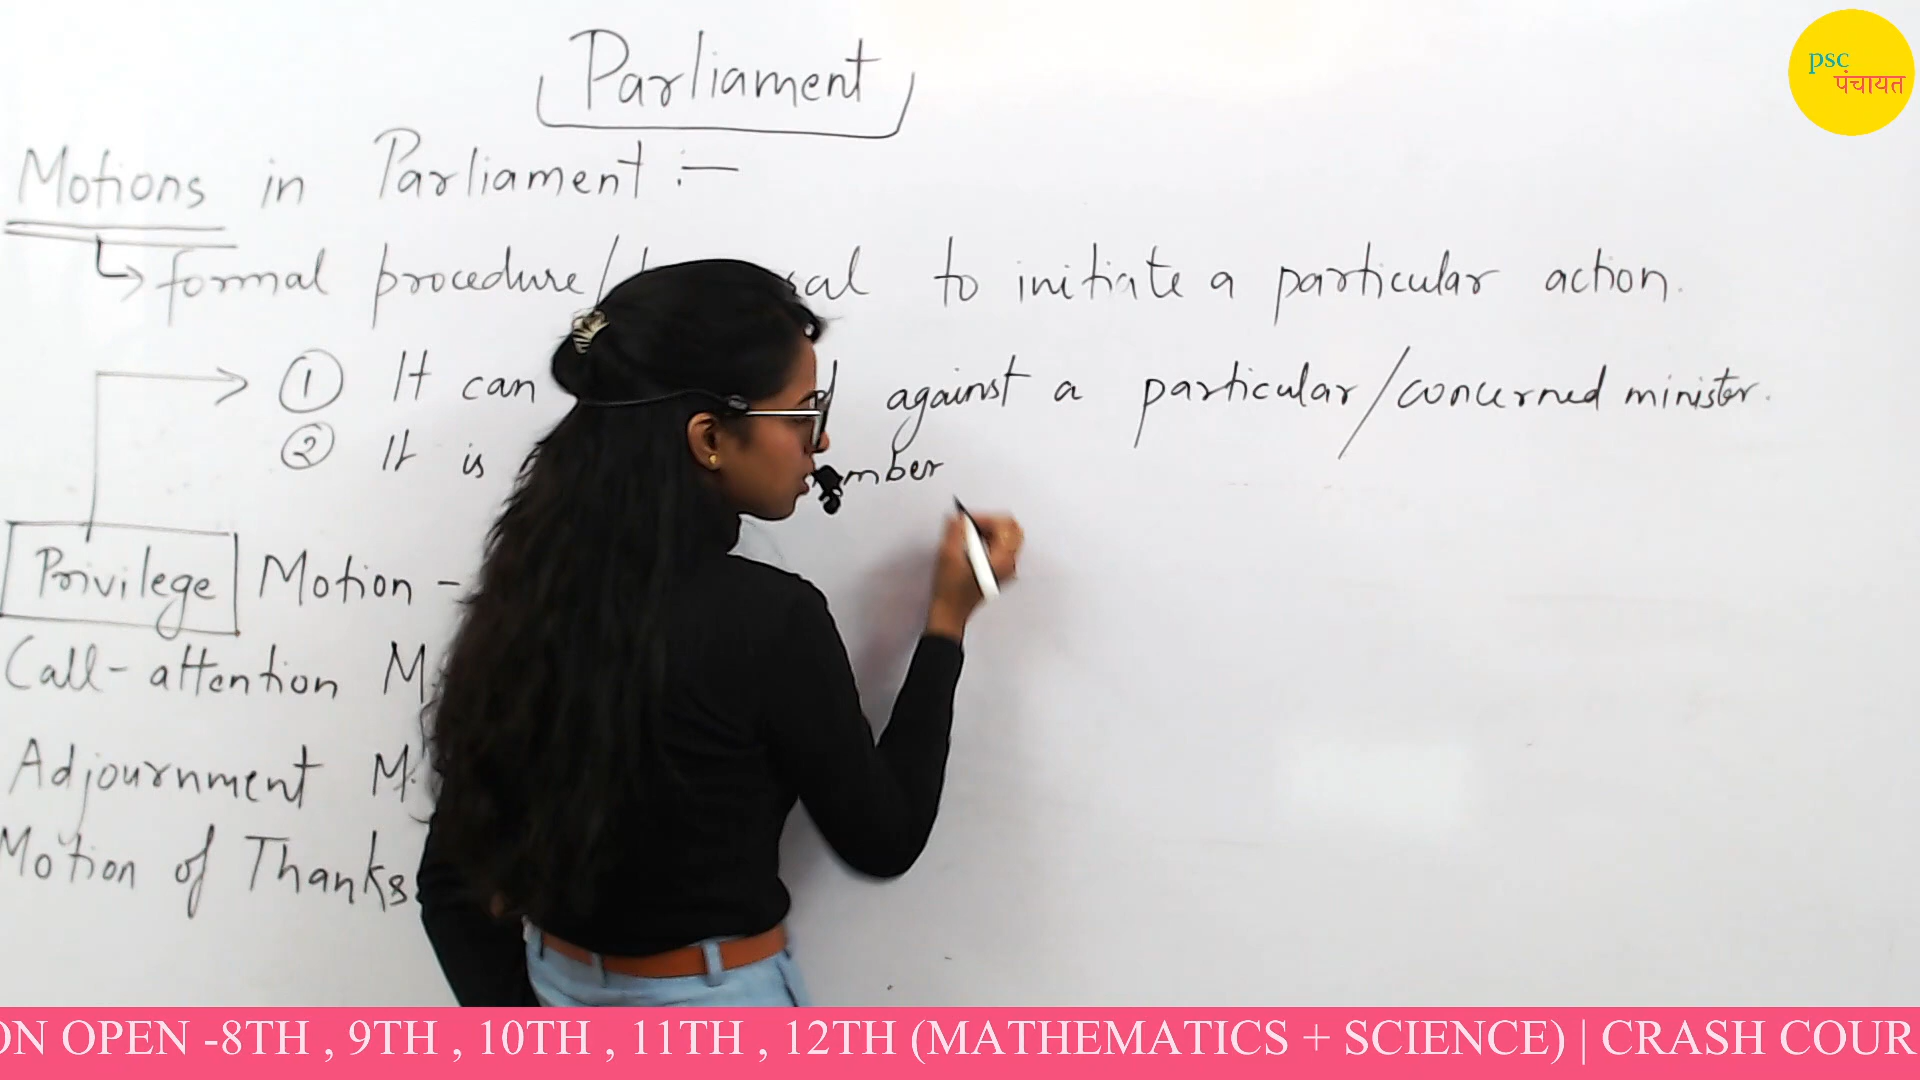 Parliament
psc
पंचायत
Motions in Parliament :-
↳ formal procedure/ to initiate a particular action.
① It can against a particular/concerned minister.
② It is
Privilege Motion -
Call-attention M.
Adjournment M.
Motion of Thanks
ON OPEN -8TH , 9TH , 10TH , 11TH , 12TH (MATHEMATICS + SCIENCE) | CRASH COUR